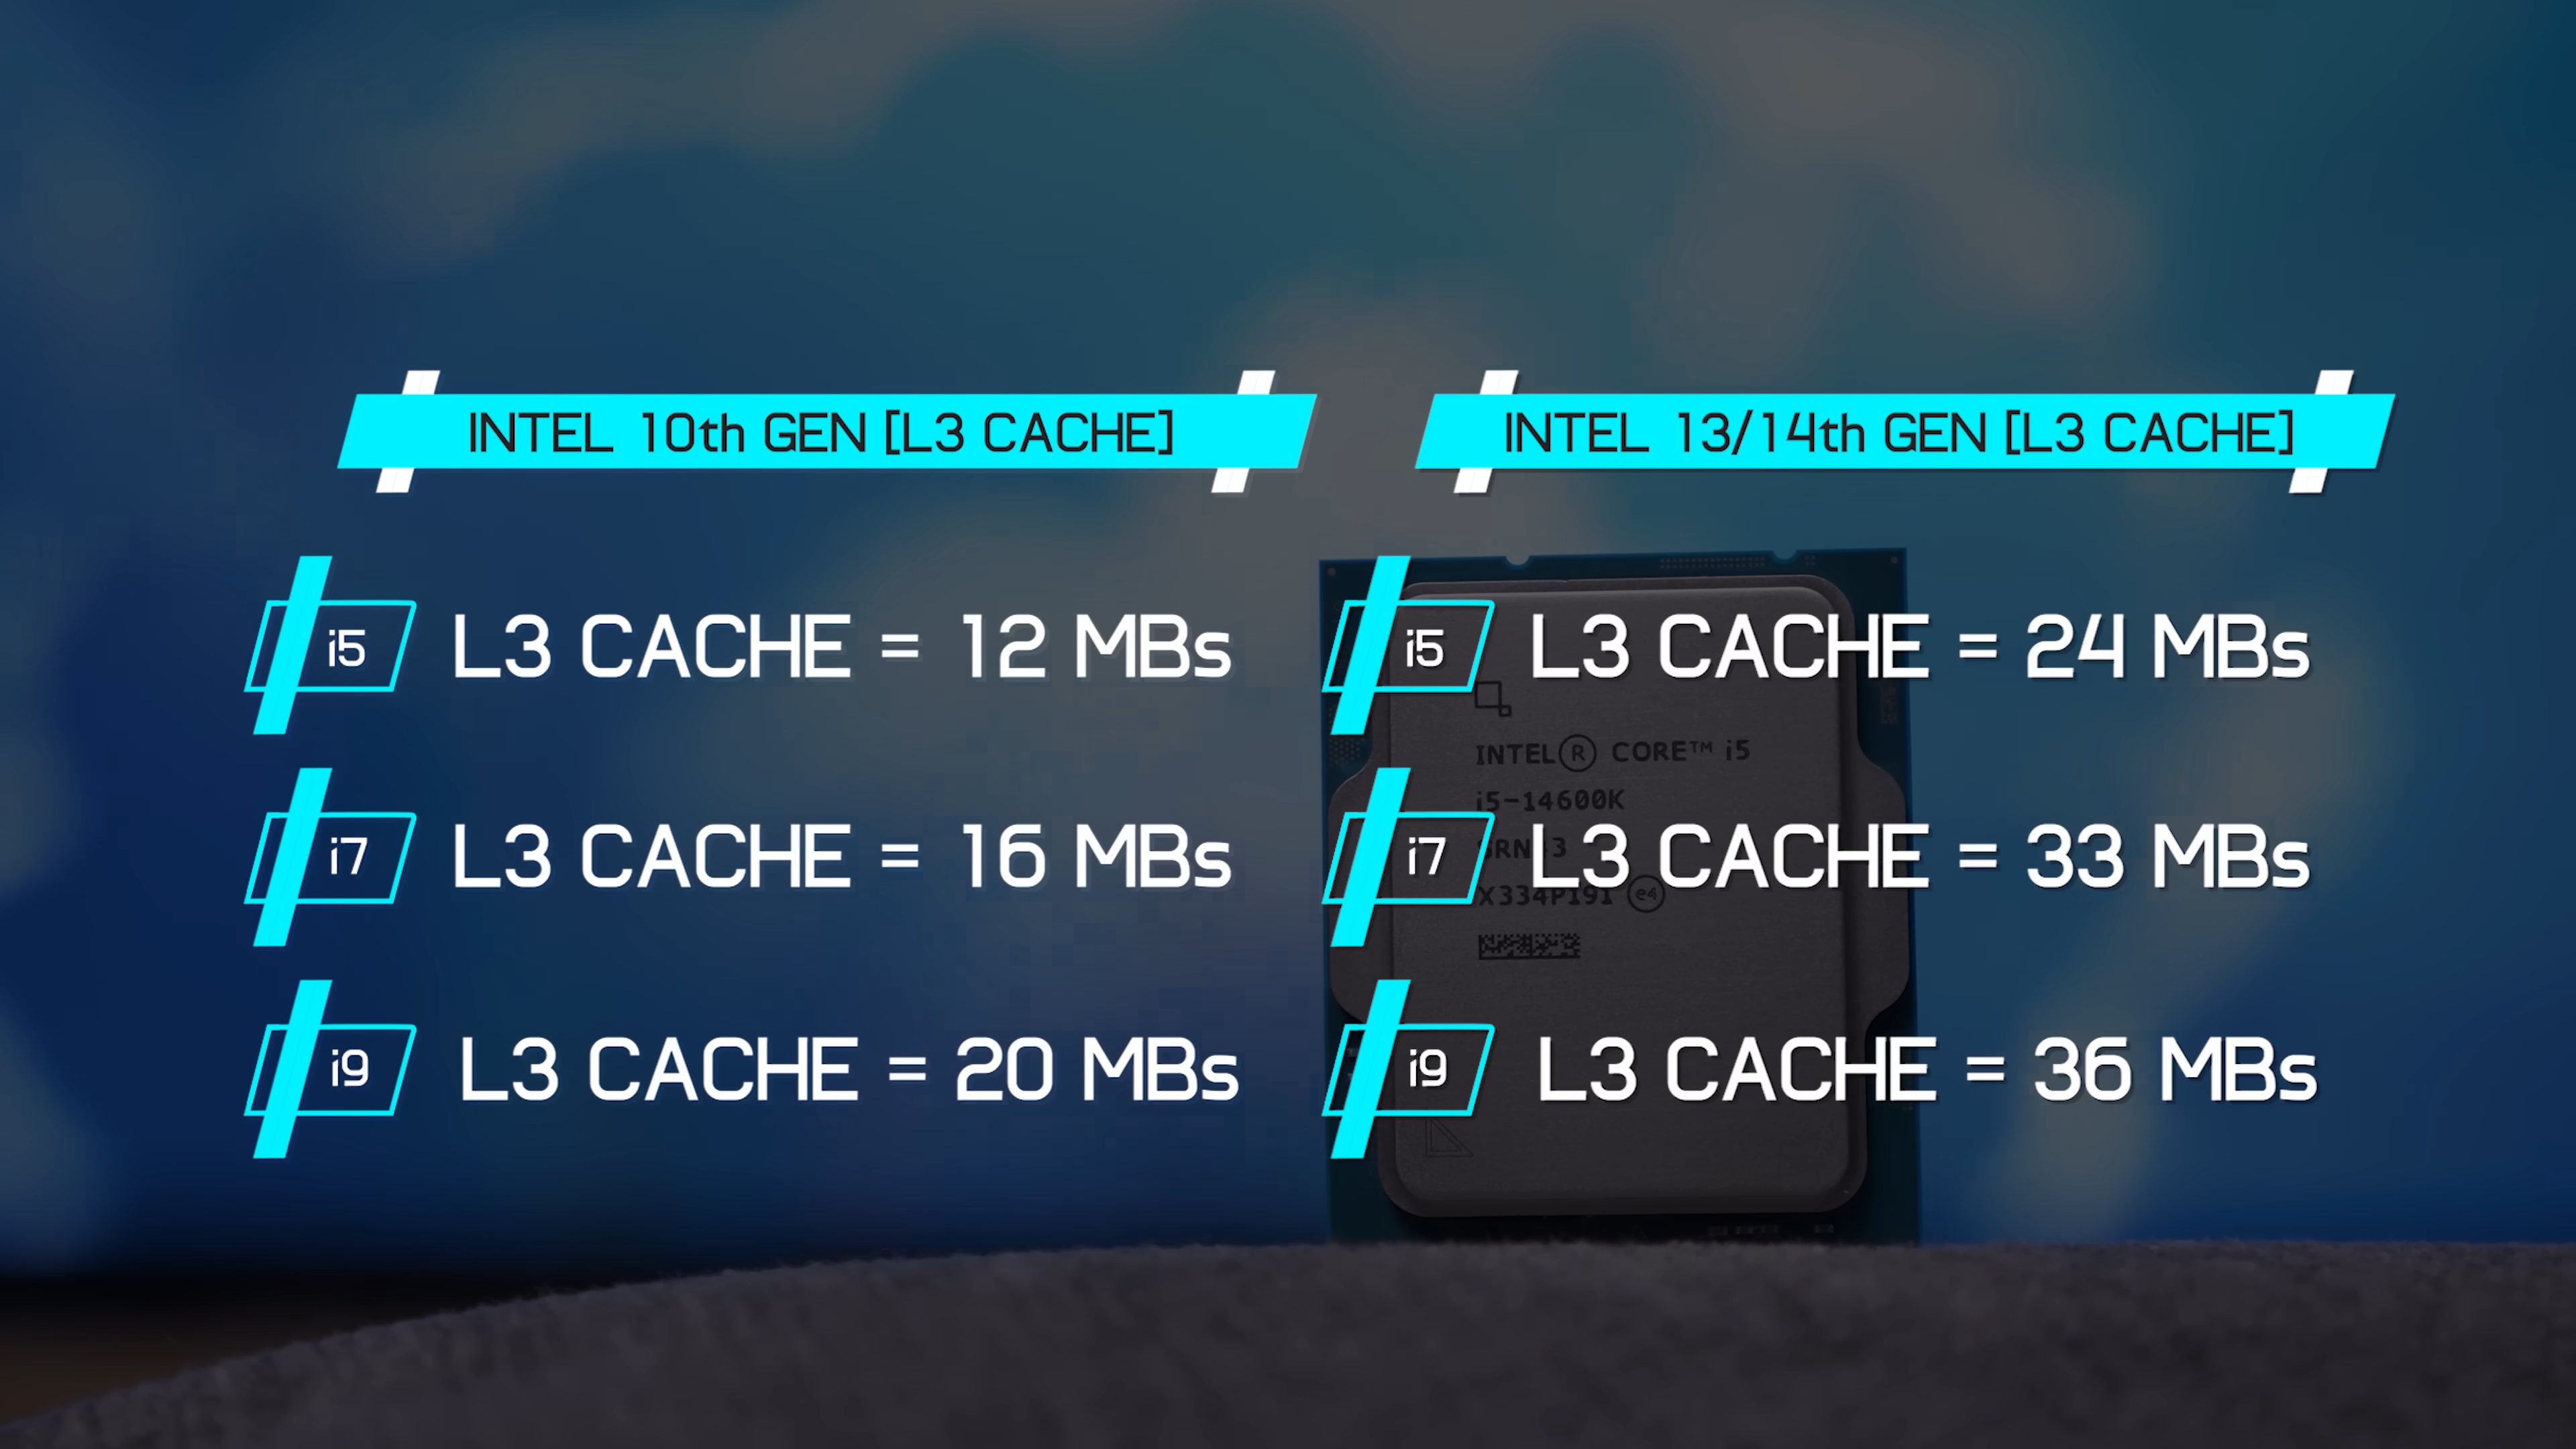 INTEL 10th GEN [L3 CACHE]
i5 L3 CACHE = 12 MBs
i7 L3 CACHE = 16 MBs
i9 L3 CACHE = 20 MBs
INTEL 13/14th GEN [L3 CACHE]
i5 L3 CACHE = 24 MBs
i7 L3 CACHE = 33 MBs
i9 L3 CACHE = 36 MBs
INTEL® CORE™ i5
i5-14600K
X334P191 e4